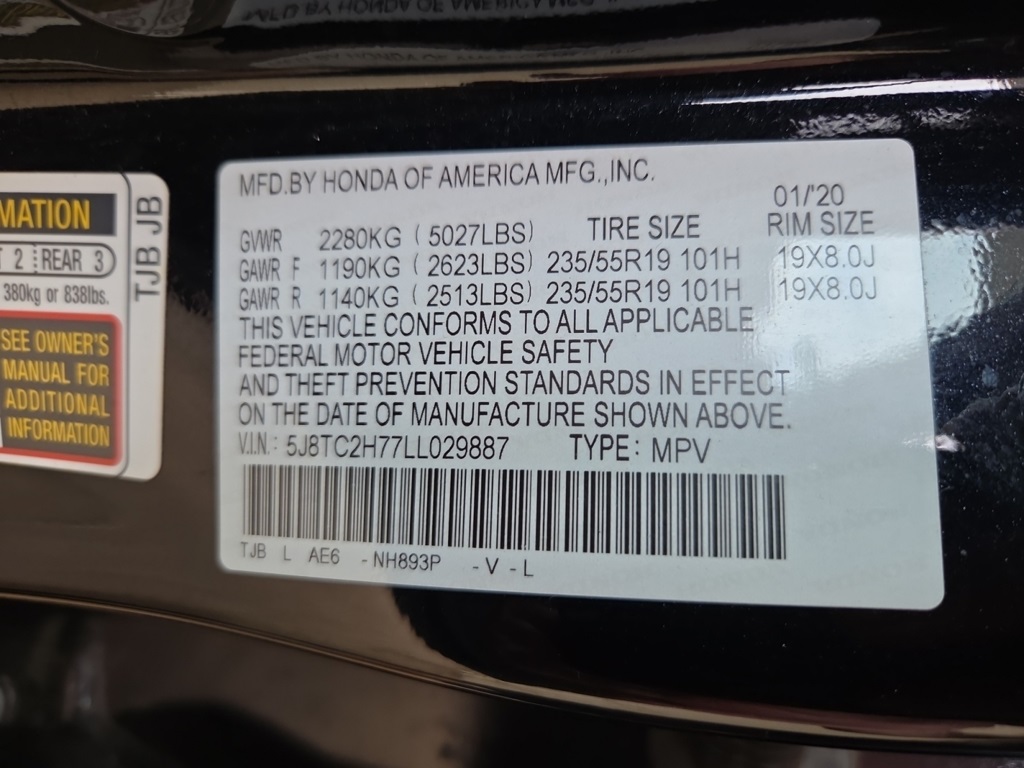 MFD.BY HONDA OF AMERICA MFG.,INC.
01/'20
GVWR 2280KG ( 5027LBS) TIRE SIZE RIM SIZE
GAWR F 1190KG ( 2623LBS) 235/55R19 101H 19X8.0J
GAWR R 1140KG ( 2513LBS) 235/55R19 101H 19X8.0J
THIS VEHICLE CONFORMS TO ALL APPLICABLE
FEDERAL MOTOR VEHICLE SAFETY
AND THEFT PREVENTION STANDARDS IN EFFECT
ON THE DATE OF MANUFACTURE SHOWN ABOVE.
V.I.N.: 5J8TC2H77LL029887 TYPE: MPV
TJB L AE6 -NH893P -V -L
MATION
2 REAR 3
380kg or 838lbs.
SEE OWNER'S
MANUAL FOR
ADDITIONAL
INFORMATION
TJB JB